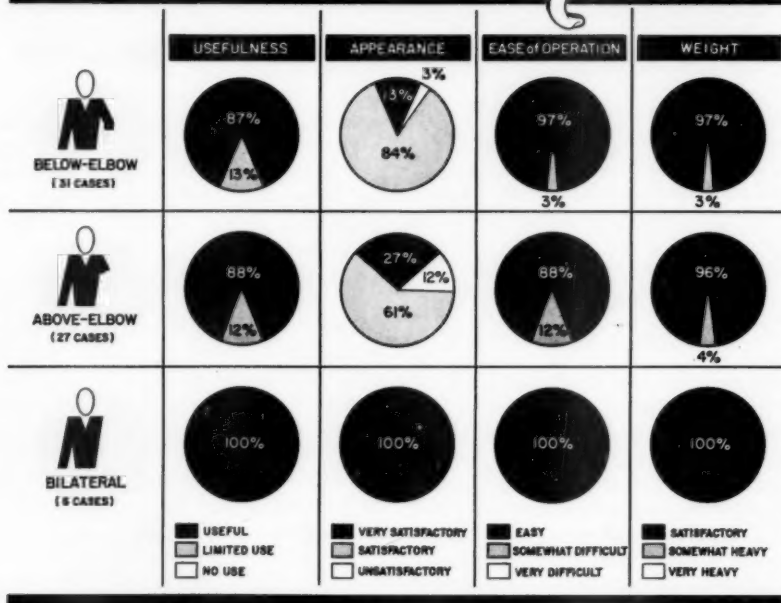 USEFULNESS APPEARANCE EASE of OPERATION WEIGHT
BELOW-ELBOW
(31 CASES)
87%
13%
13%
3%
84%
97%
3%
97%
3%
ABOVE-ELBOW
(27 CASES)
88%
12%
27%
12%
61%
88%
12%
96%
4%
BILATERAL
(6 CASES)
100%
100%
100%
100%
USEFUL
LIMITED USE
NO USE
VERY SATISFACTORY
SATISFACTORY
UNSATISFACTORY
EASY
SOMEWHAT DIFFICULT
VERY DIFFICULT
SATISFACTORY
SOMEWHAT HEAVY
VERY HEAVY